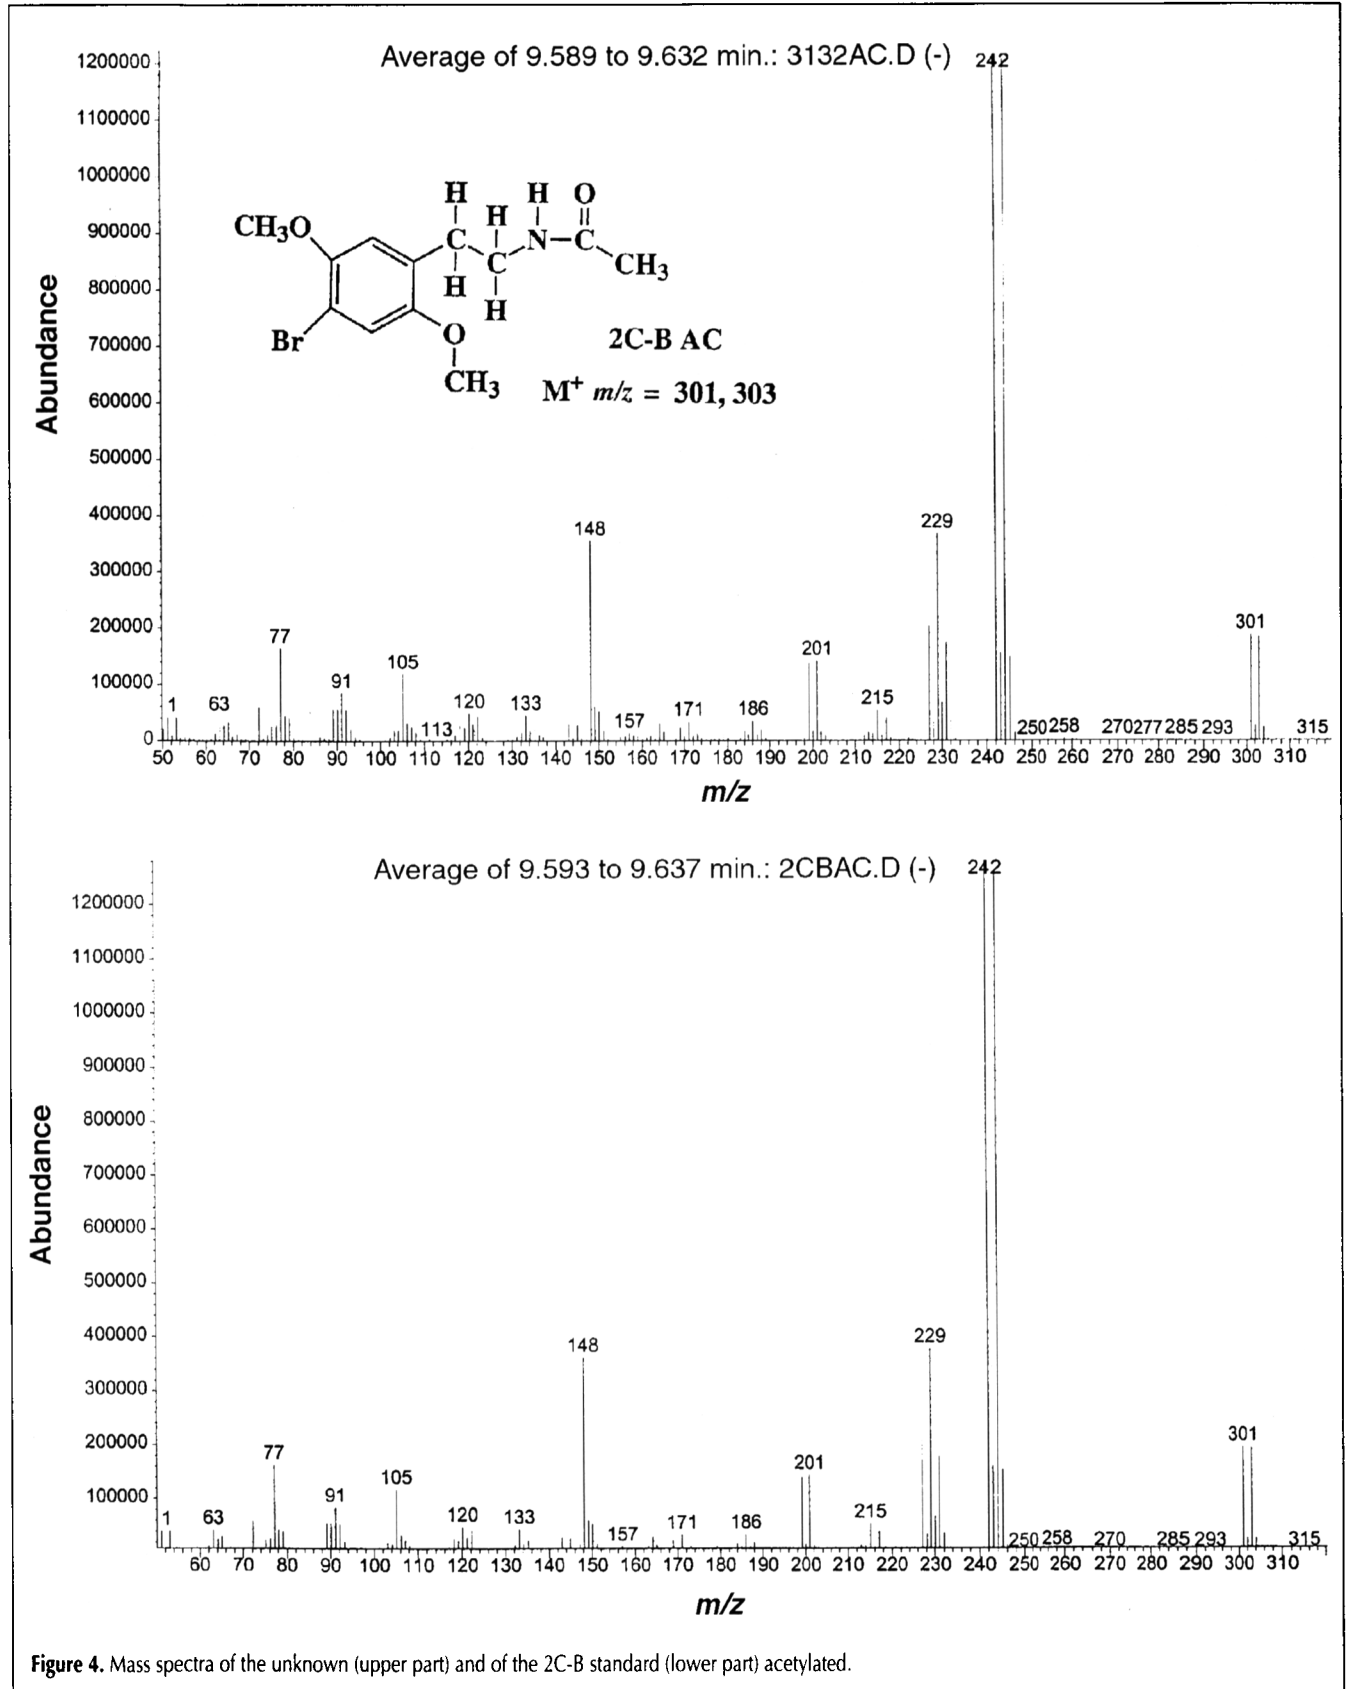 Average of 9.589 to 9.632 min.: 3132AC.D (-)
242
1200000
1100000
1000000
900000
800000
700000
600000
500000
400000
300000
200000
100000
0
Abundance
H H O
CH3O H
C N C
C CH3
H
H
Br O
CH3
2C-B AC
M+ m/z = 301, 303
1 63 77 91 105 113 120 133 148 157 171 186 201 215 229 250 258 270 277 285 293 301 315
50 60 70 80 90 100 110 120 130 140 150 160 170 180 190 200 210 220 230 240 250 260 270 280 290 300 310
m/z
Average of 9.593 to 9.637 min.: 2CBAC.D (-)
242
1200000
1100000
1000000
900000
800000
700000
600000
500000
400000
300000
200000
100000
Abundance
1 63 77 91 105 120 133 148 157 171 186 201 215 229 250 258 270 285 293 301 315
60 70 80 90 100 110 120 130 140 150 160 170 180 190 200 210 220 230 240 250 260 270 280 290 300 310
m/z
Figure 4. Mass spectra of the unknown (upper part) and of the 2C-B standard (lower part) acetylated.